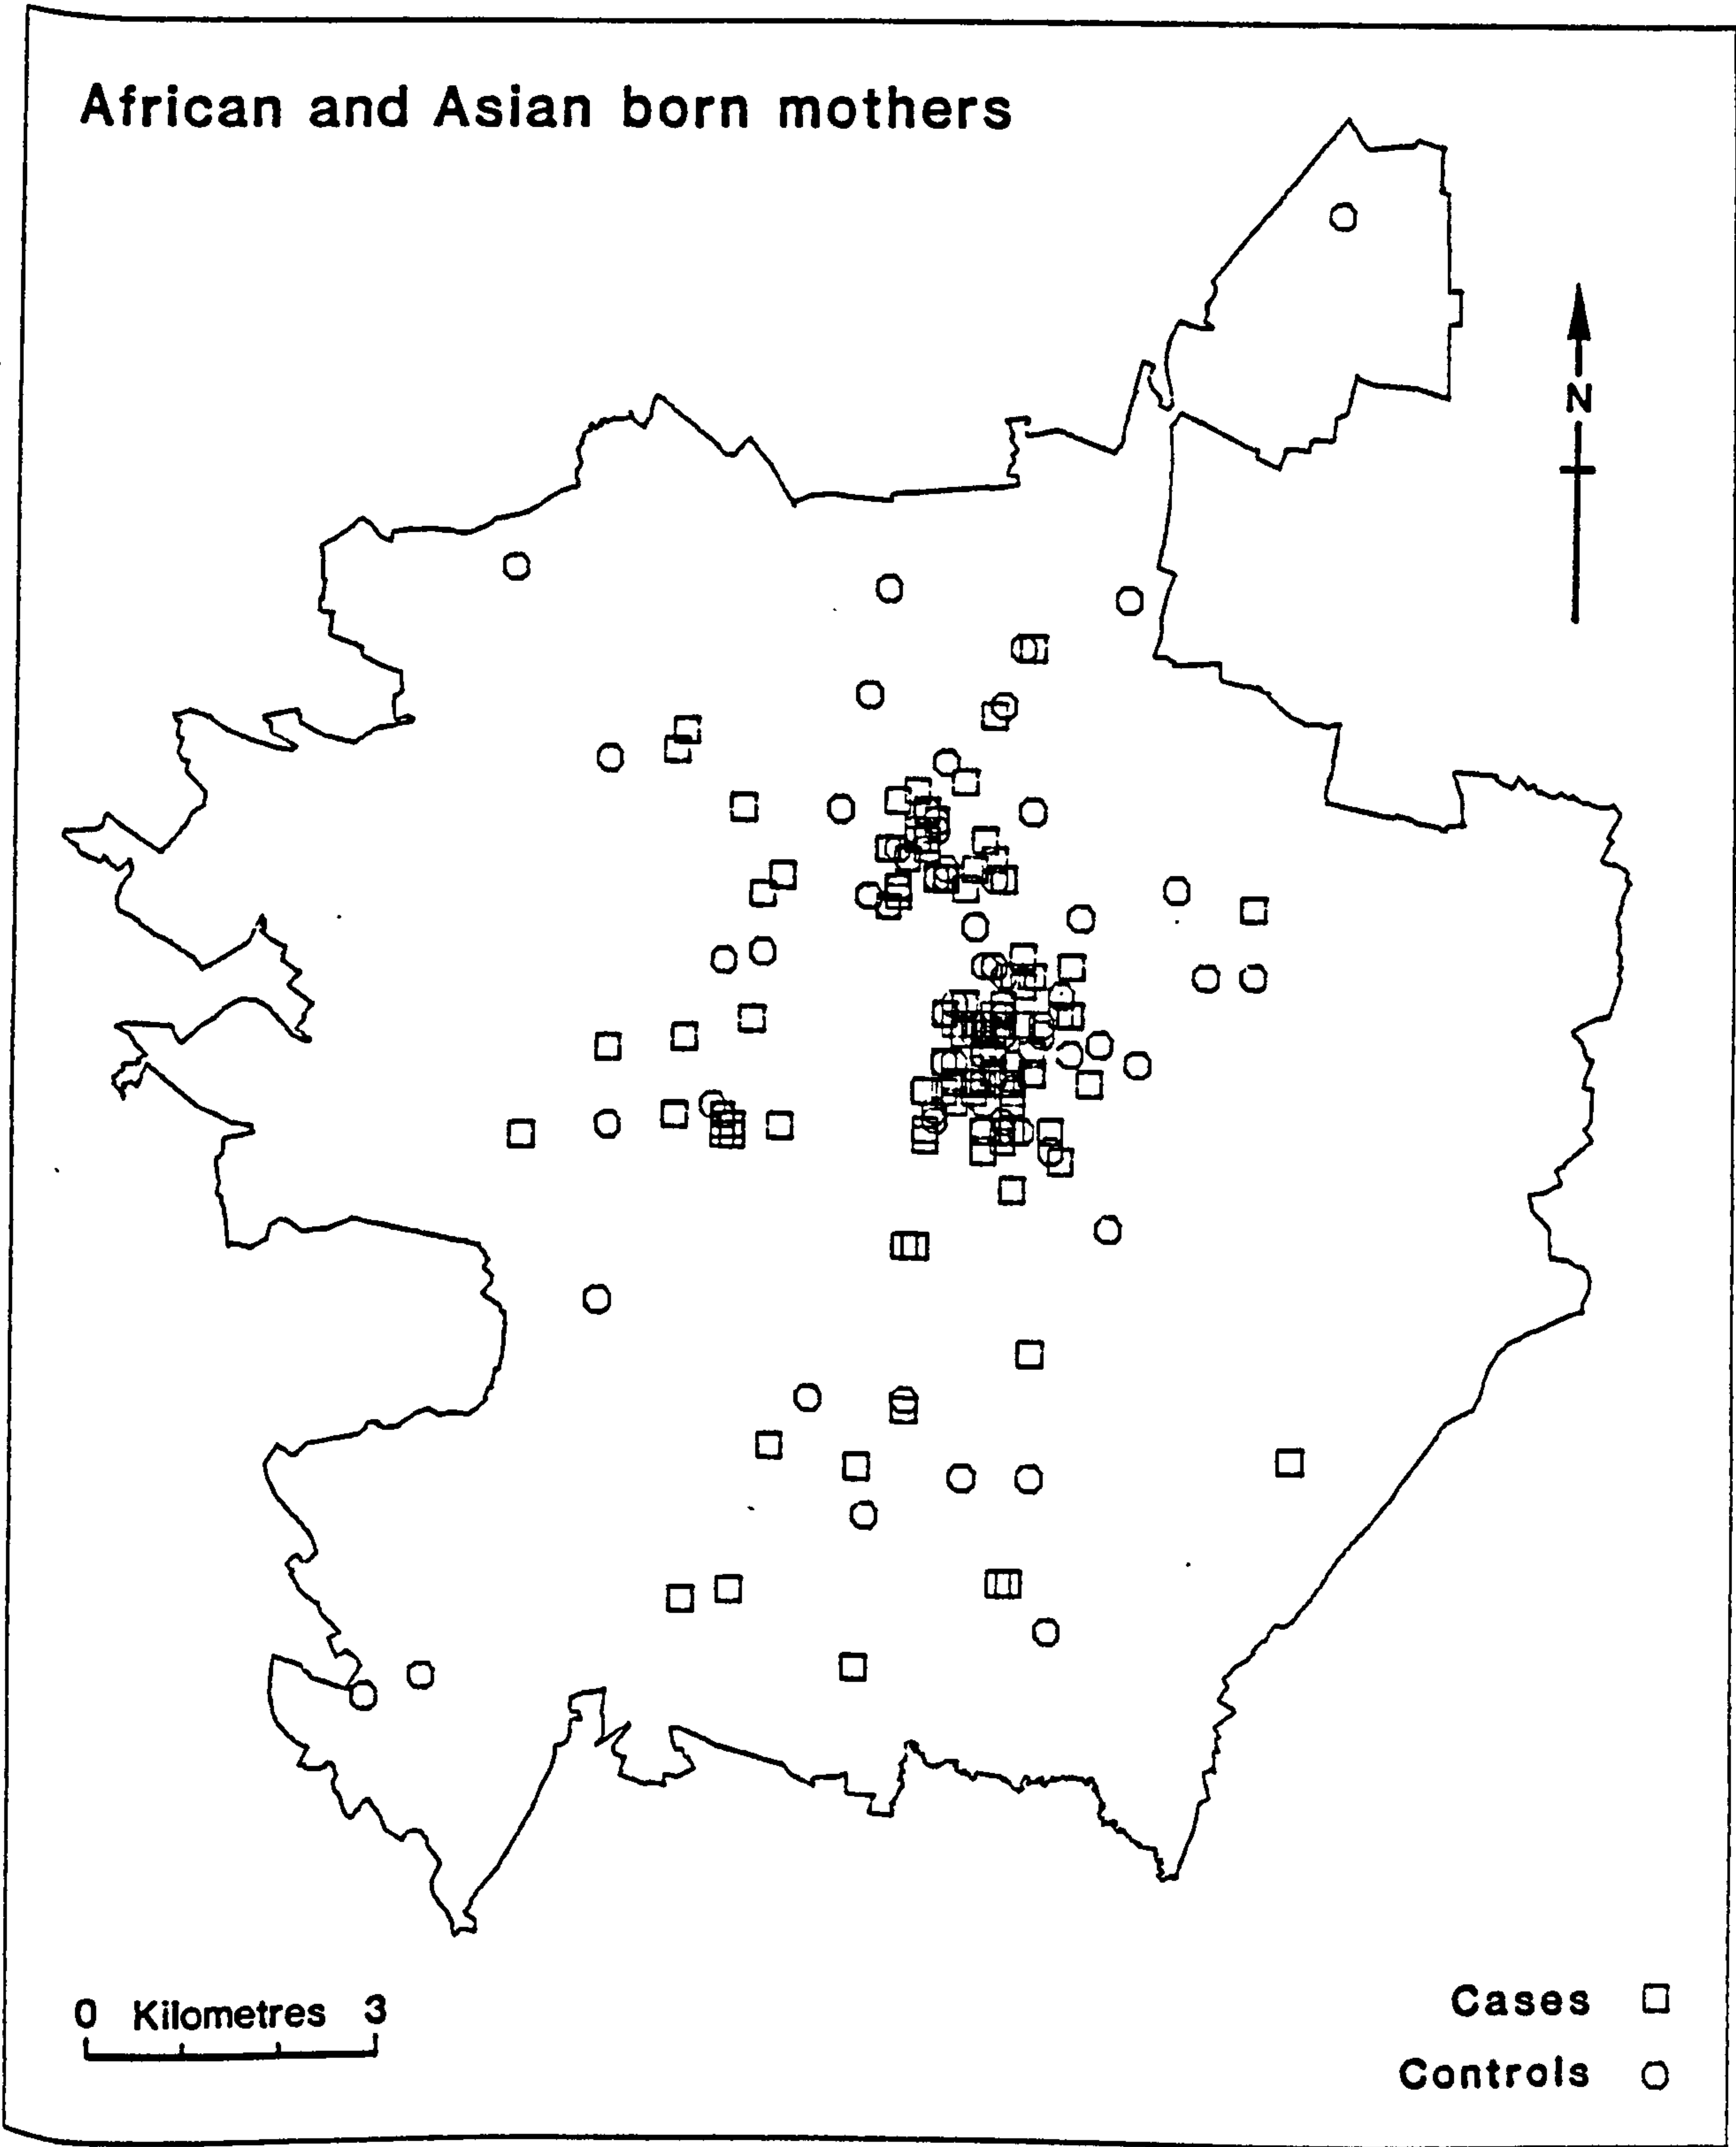 African and Asian born mothers
N
0 Kilometres 3
Cases
Controls